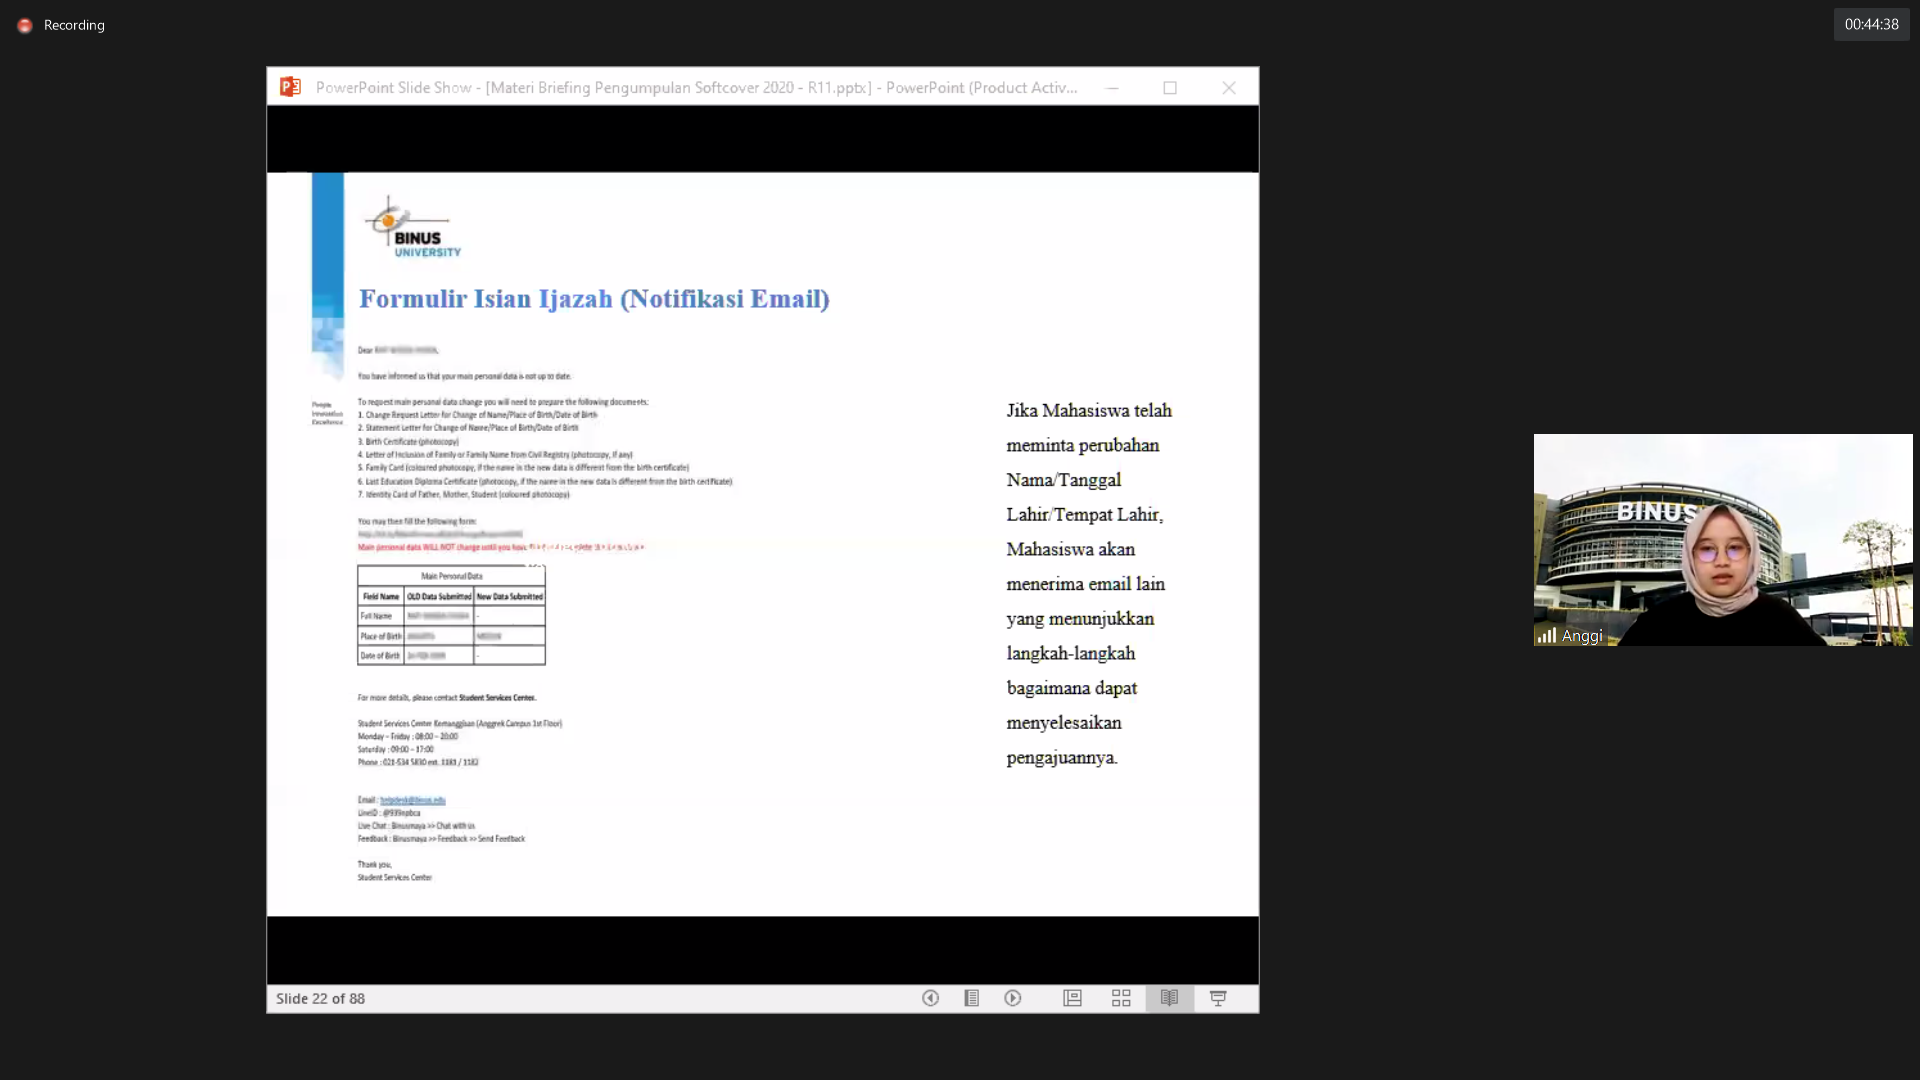 Recording
00:44:38
PowerPoint Slide Show - [Materi Briefing Pengumpulan Softcover 2020 - R11.pptx] - PowerPoint (Product Activ...
BINUS
UNIVERSITY
Formulir Isian Ijazah (Notifikasi Email)
Dear
You have informed us that your main personal data is not up to date.
People
Innovation
Excellence
To request main personal data change you will need to prepare the following documents:
1. Change Request Letter for Change of Name/Place of Birth/Date of Birth
2. Statement Letter for Change of Name/Place of Birth/Date of Birth
3. Birth Certificate (photocopy)
4. Letter of Inclusion of Family or Family Name from Civil Registry (photocopy, if any)
5. Family Card (coloured photocopy, if the name in the new data is different from the birth certificate)
6. Last Education Diploma Certificate (photocopy, if the name in the new data is different from the birth certificate)
7. Identity Card of Father, Mother, Student (coloured photocopy)
You may then fill the following form:
Main personal data WILL NOT change until you have
Main Personal Data
Field Name OLD Data Submitted New Data Submitted
Full Name -
Place of Birth
Date of Birth -
For more details, please contact Student Services Center.
Student Services Center Kemanggisan (Anggrek Campus 1st Floor)
Monday – Friday : 08:00 – 20:00
Saturday : 09:00 – 17:00
Phone : 021-534 5830 ext. 1181 / 1182
Email : helpdesk@binus.edu
LineID : @939npbca
Live Chat : Binusmaya >> Chat with us
Feedback : Binusmaya >> Feedback >> Send Feedback
Thank you,
Student Services Center
Jika Mahasiswa telah
meminta perubahan
Nama/Tanggal
Lahir/Tempat Lahir,
Mahasiswa akan
menerima email lain
yang menunjukkan
langkah-langkah
bagaimana dapat
menyelesaikan
pengajuannya.
BINUS
Anggi
Slide 22 of 88